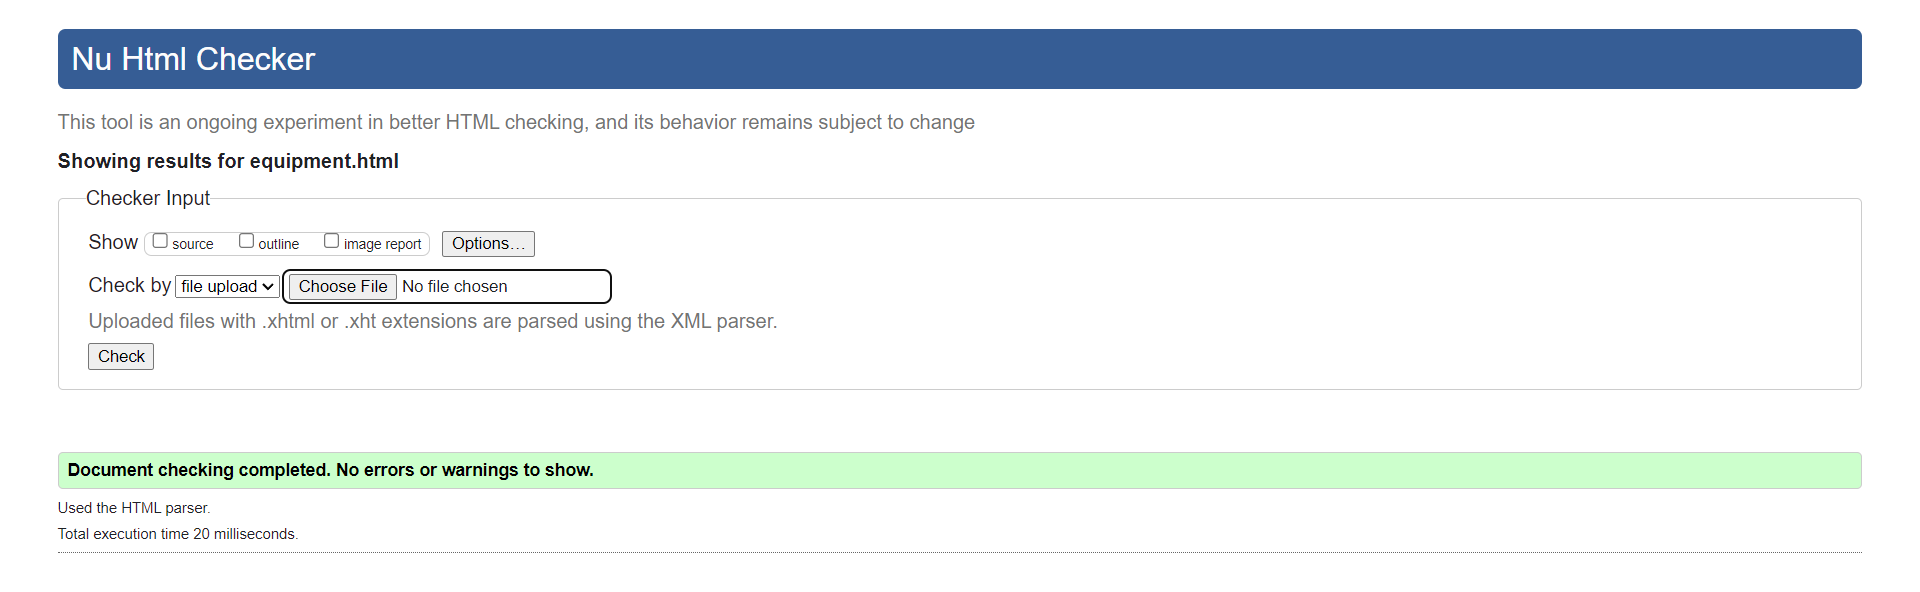 Nu Html Checker
This tool is an ongoing experiment in better HTML checking, and its behavior remains subject to change
Showing results for equipment.html
Checker Input
Show source outline image report Options...
Check by file upload Choose File No file chosen
Uploaded files with .xhtml or .xht extensions are parsed using the XML parser.
Check
Document checking completed. No errors or warnings to show.
Used the HTML parser.
Total execution time 20 milliseconds.